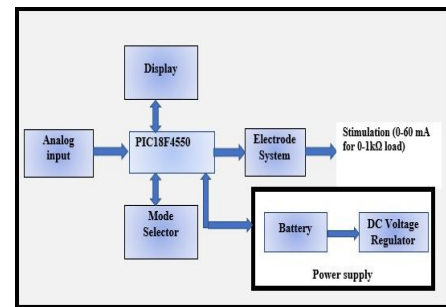 Display
Analog
input
PIC18F4550
Electrode
System
Stimulation (0-60 mA
for 0-1kΩ load)
Mode
Selector
Battery
DC Voltage
Regulator
Power supply